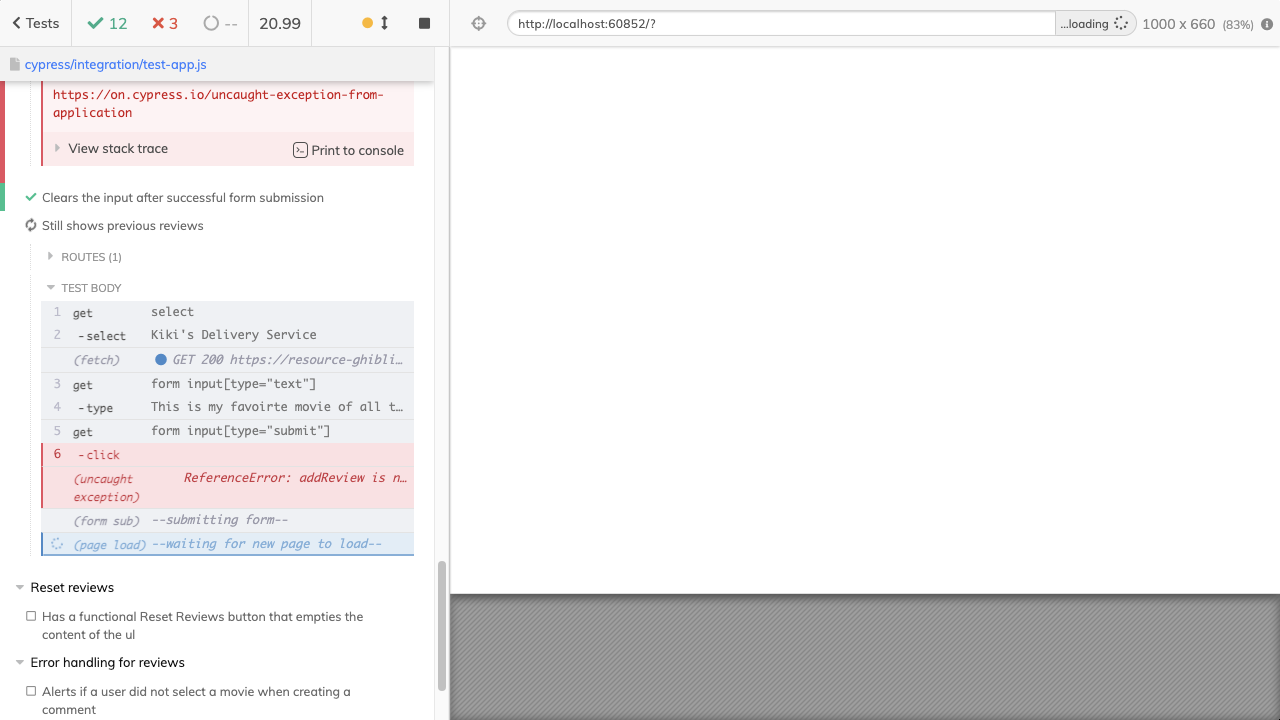 Tests
12
3
--
20.99
http://localhost:60852/?
...loading
1000 x 660 (83%)
cypress/integration/test-app.js
https://on.cypress.io/uncaught-exception-from-
application
View stack trace
Print to console
Clears the input after successful form submission
Still shows previous reviews
ROUTES (1)
TEST BODY
1 get select
2 -select Kiki's Delivery Service
(fetch) GET 200 https://resource-ghibli...
3 get form input[type="text"]
4 -type This is my favoirte movie of all t...
5 get form input[type="submit"]
6 -click
(uncaught ReferenceError: addReview is n...
exception)
(form sub) --submitting form--
(page load) --waiting for new page to load--
Reset reviews
Has a functional Reset Reviews button that empties the
content of the ul
Error handling for reviews
Alerts if a user did not select a movie when creating a
comment